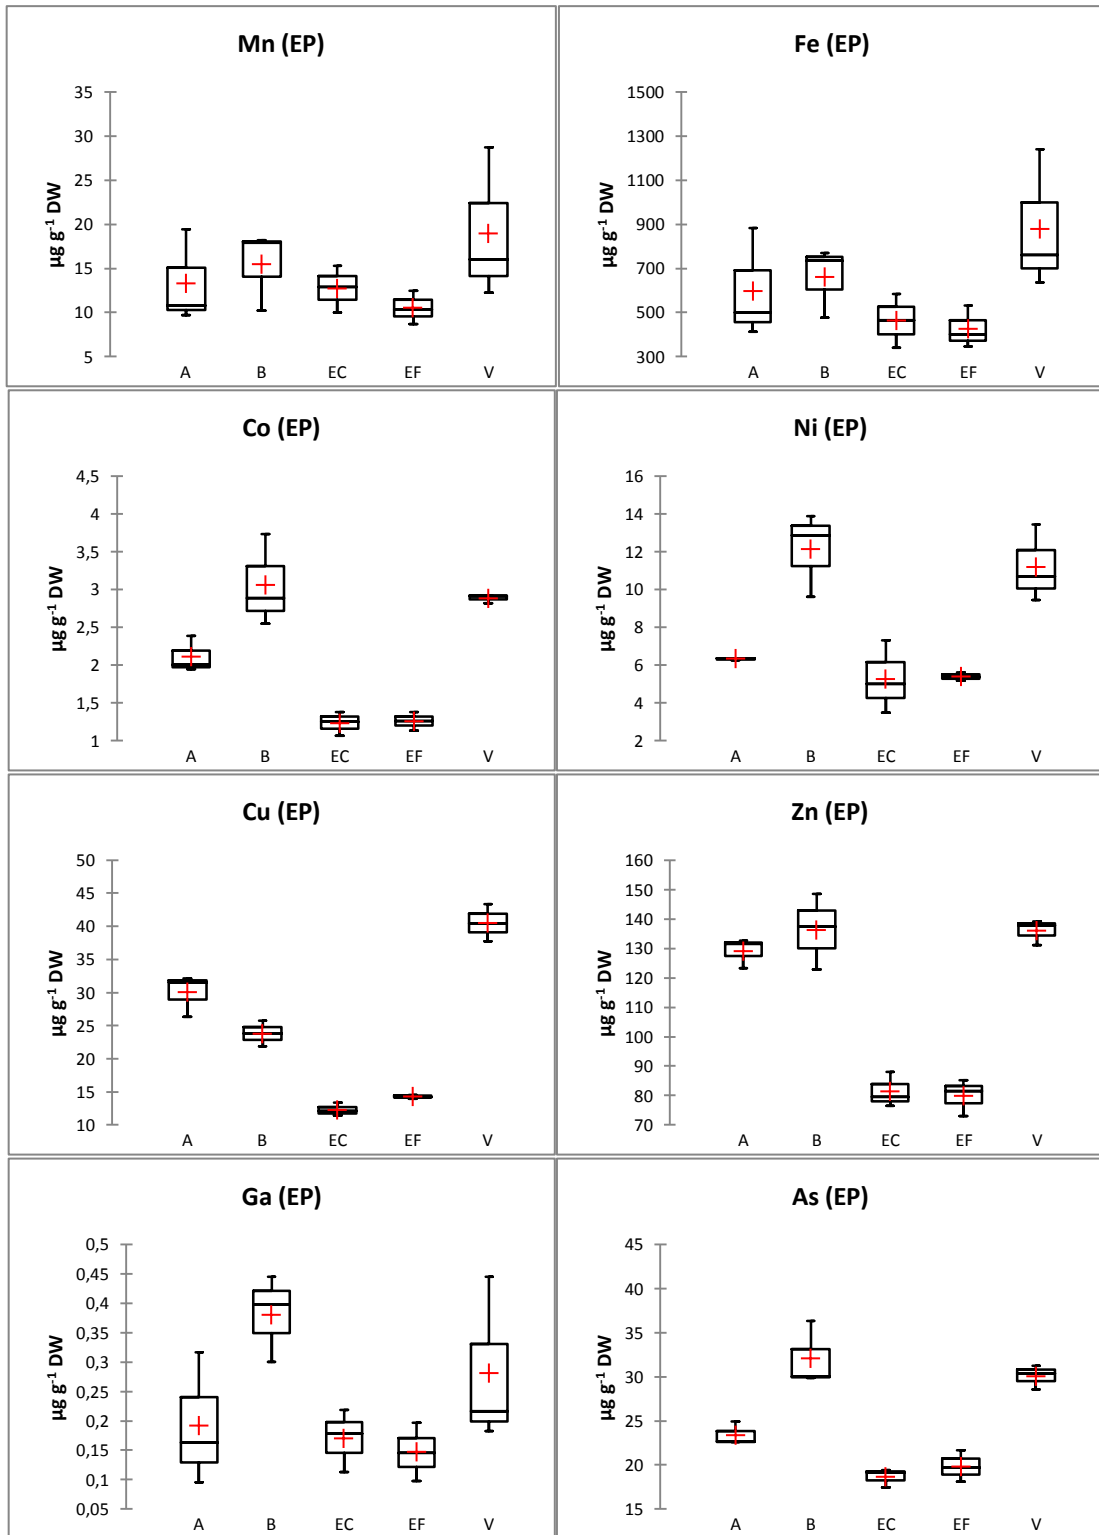 Mn (EP)
35
30
25
20
15
10
5
µg g-1 DW
A B EC EF V
Fe (EP)
1500
1300
1100
900
700
500
300
µg g-1 DW
A B EC EF V
Co (EP)
4,5
4
3,5
3
2,5
2
1,5
1
µg g-1 DW
A B EC EF V
Ni (EP)
16
14
12
10
8
6
4
2
µg g-1 DW
A B EC EF V
Cu (EP)
50
45
40
35
30
25
20
15
10
µg g-1 DW
A B EC EF V
Zn (EP)
160
150
140
130
120
110
100
90
80
70
µg g-1 DW
A B EC EF V
Ga (EP)
0,5
0,45
0,4
0,35
0,3
0,25
0,2
0,15
0,1
0,05
µg g-1 DW
A B EC EF V
As (EP)
45
40
35
30
25
20
15
µg g-1 DW
A B EC EF V